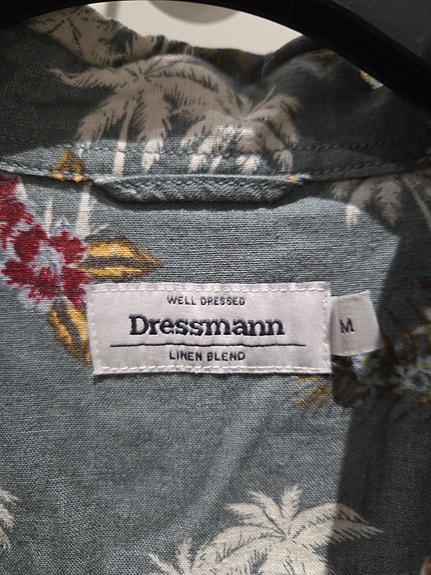 WELL DRESSED
Dressmann
LINEN BLEND
M